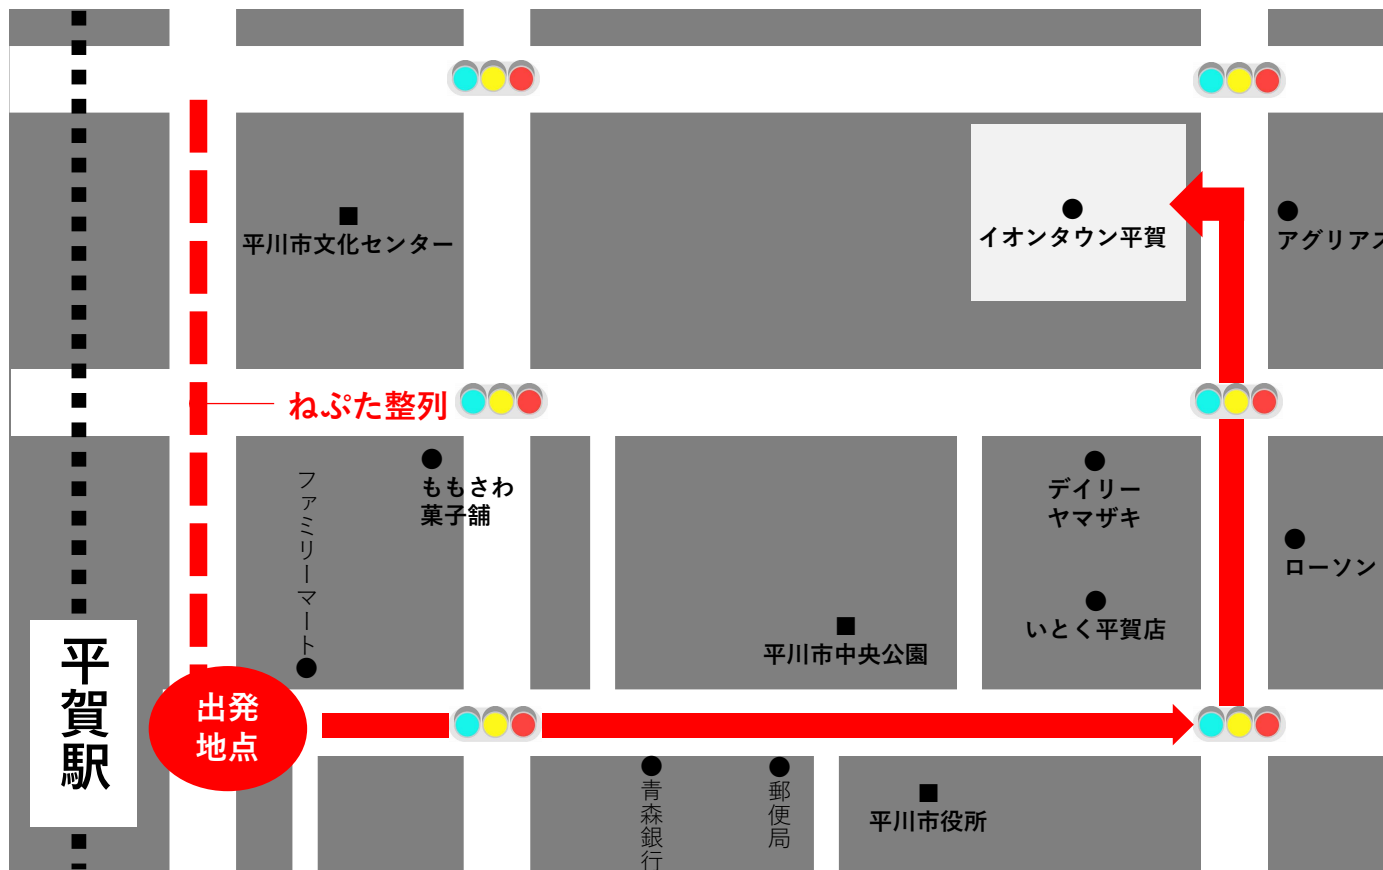 平川市文化センター
イオンタウン平賀
アグリアス
ねぷた整列
ももさわ
菓子舗
ファミリーマート
デイリー
ヤマザキ
ローソン
いとく平賀店
平川市中央公園
平賀駅
出発
地点
青森銀行
郵便局
平川市役所